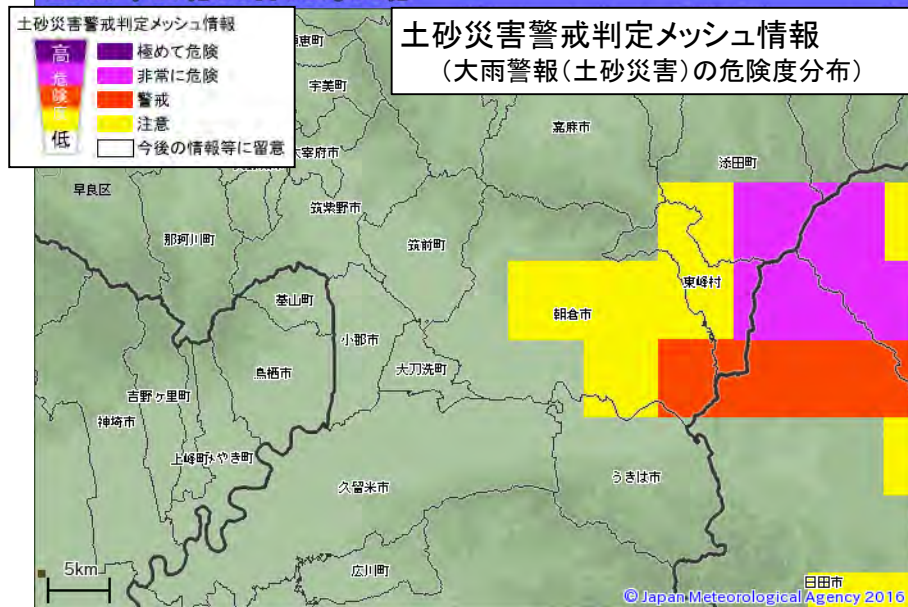 土砂災害警戒判定メッシュ情報
高
危
険
度
低
極めて危険
非常に危険
警戒
注意
今後の情報等に留意
土砂災害警戒判定メッシュ情報
（大雨警報（土砂災害）の危険度分布）
恵町
宇美町
嘉麻市
宰府市
添田町
早良区
筑紫野市
那珂川町
筑前町
東峰村
基山町
朝倉市
小郡市
大刀洗町
鳥栖市
吉野ヶ里町
神埼市
上峰町
みやき町
うきは市
久留米市
広川町
5km
日田市
© Japan Meteorological Agency 2016